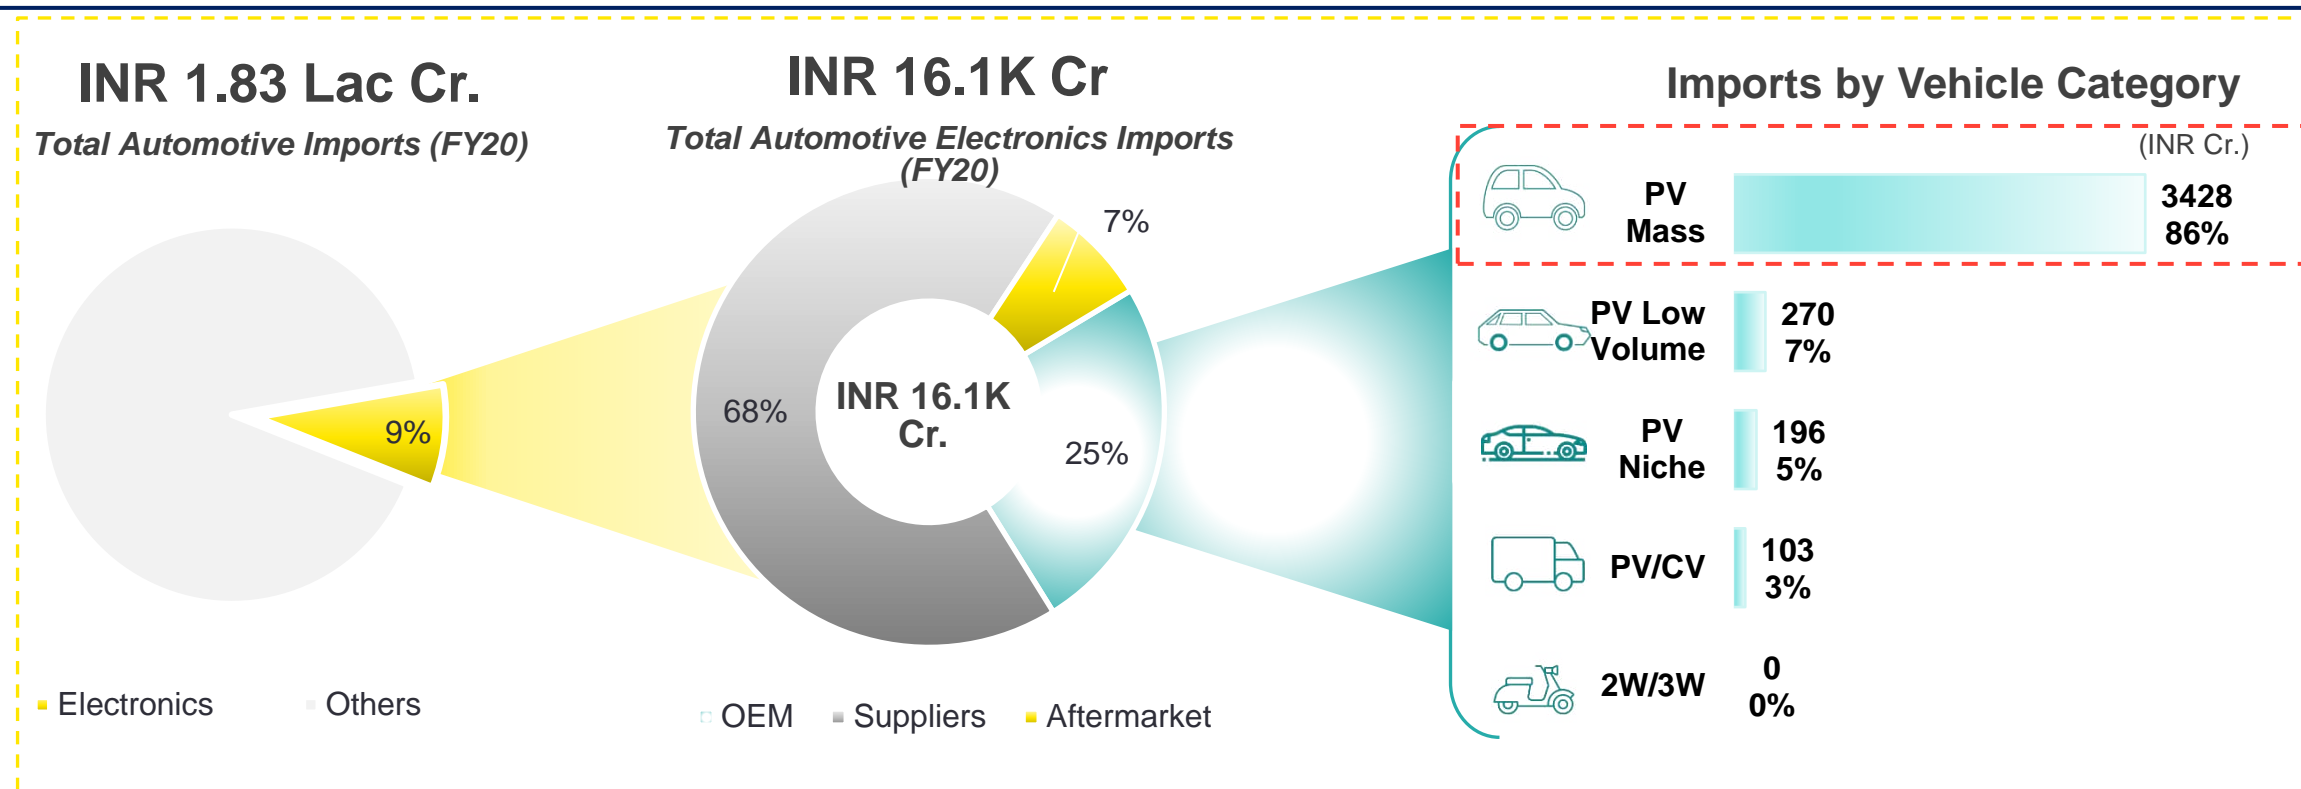 INR 1.83 Lac Cr.
Total Automotive Imports (FY20)
9%
Electronics
Others
INR 16.1K Cr
Total Automotive Electronics Imports
(FY20)
7%
68%
INR 16.1K
Cr.
25%
OEM
Suppliers
Aftermarket
Imports by Vehicle Category
(INR Cr.)
PV
Mass
3428
86%
PV Low
Volume
270
7%
PV
Niche
196
5%
PV/CV
103
3%
2W/3W
0
0%